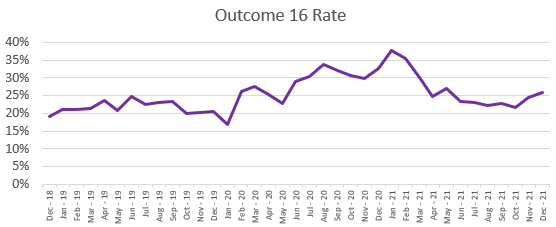 Outcome 16 Rate
40%
35%
30%
25%
20%
15%
10%
5%
0%
Dec - 18
Jan - 19
Feb - 19
Mar - 19
Apr - 19
May - 19
Jun - 19
Jul - 19
Aug - 19
Sep - 19
Oct - 19
Nov - 19
Dec - 19
Jan - 20
Feb - 20
Mar - 20
Apr - 20
May - 20
Jun - 20
Jul - 20
Aug - 20
Sep - 20
Oct - 20
Nov - 20
Dec - 20
Jan - 21
Feb - 21
Mar - 21
Apr - 21
May - 21
Jun - 21
Jul - 21
Aug - 21
Sep - 21
Oct - 21
Nov - 21
Dec - 21